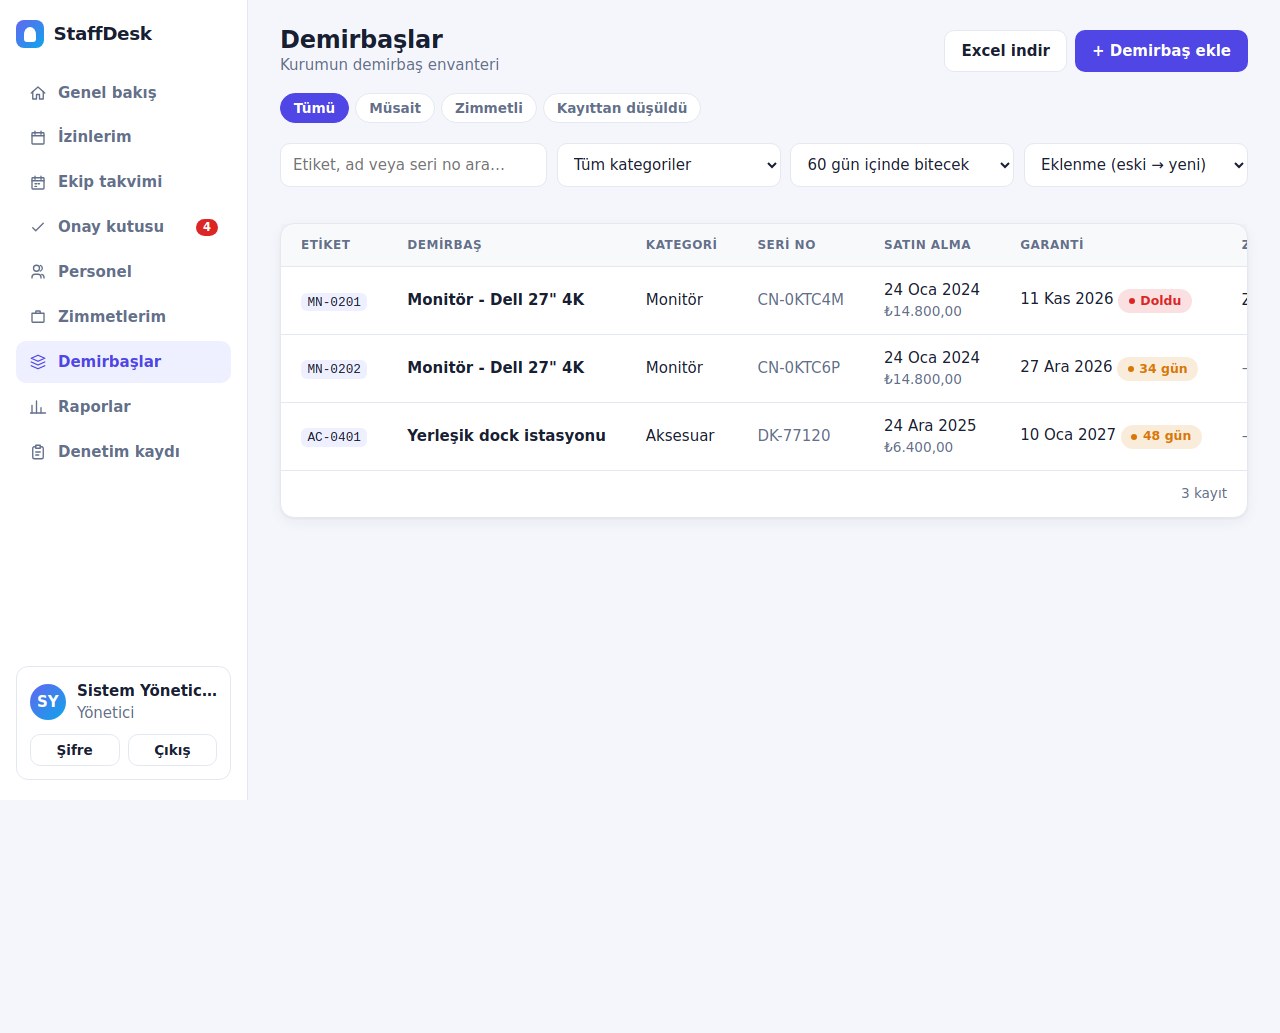 StaffDesk
Genel bakış
İzinlerim
Ekip takvimi
Onay kutusu 4
Personel
Zimmetlerim
Demirbaşlar
Raporlar
Denetim kaydı
SY
Sistem Yönetic…
Yönetici
Şifre Çıkış
Demirbaşlar
Kurumun demirbaş envanteri
Excel indir + Demirbaş ekle
Tümü Müsait Zimmetli Kayıttan düşüldü
Etiket, ad veya seri no ara… Tüm kategoriler 60 gün içinde bitecek Eklenme (eski → yeni)
ETİKET DEMİRBAŞ KATEGORİ SERİ NO SATIN ALMA GARANTİ
MN-0201 Monitör - Dell 27" 4K Monitör CN-0KTC4M 24 Oca 2024 11 Kas 2026 Doldu
₺14.800,00
MN-0202 Monitör - Dell 27" 4K Monitör CN-0KTC6P 24 Oca 2024 27 Ara 2026 34 gün
₺14.800,00
AC-0401 Yerleşik dock istasyonu Aksesuar DK-77120 24 Ara 2025 10 Oca 2027 48 gün
₺6.400,00
3 kayıt